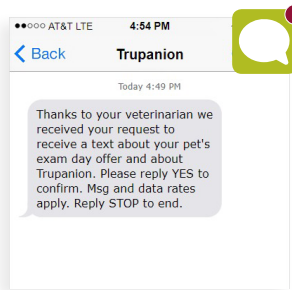 AT&T LTE 4:54 PM
Back Trupanion
Today 4:49 PM
Thanks to your veterinarian we
received your request to
receive a text about your pet's
exam day offer and about
Trupanion. Please reply YES to
confirm. Msg and data rates
apply. Reply STOP to end.